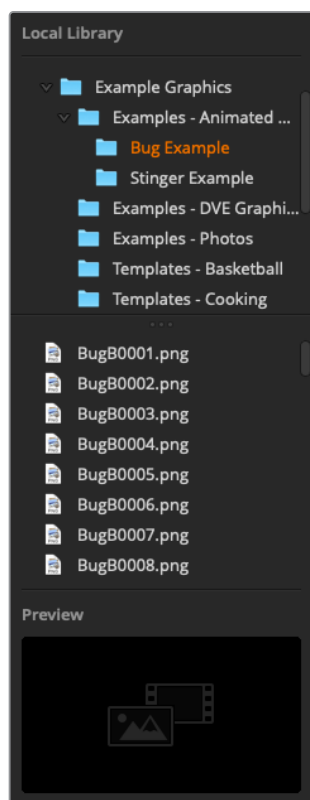 Local Library
Example Graphics
Examples - Animated ...
Bug Example
Stinger Example
Examples - DVE Graphi...
Examples - Photos
Templates - Basketball
Templates - Cooking
BugB0001.png
BugB0002.png
BugB0003.png
BugB0004.png
BugB0005.png
BugB0006.png
BugB0007.png
BugB0008.png
Preview